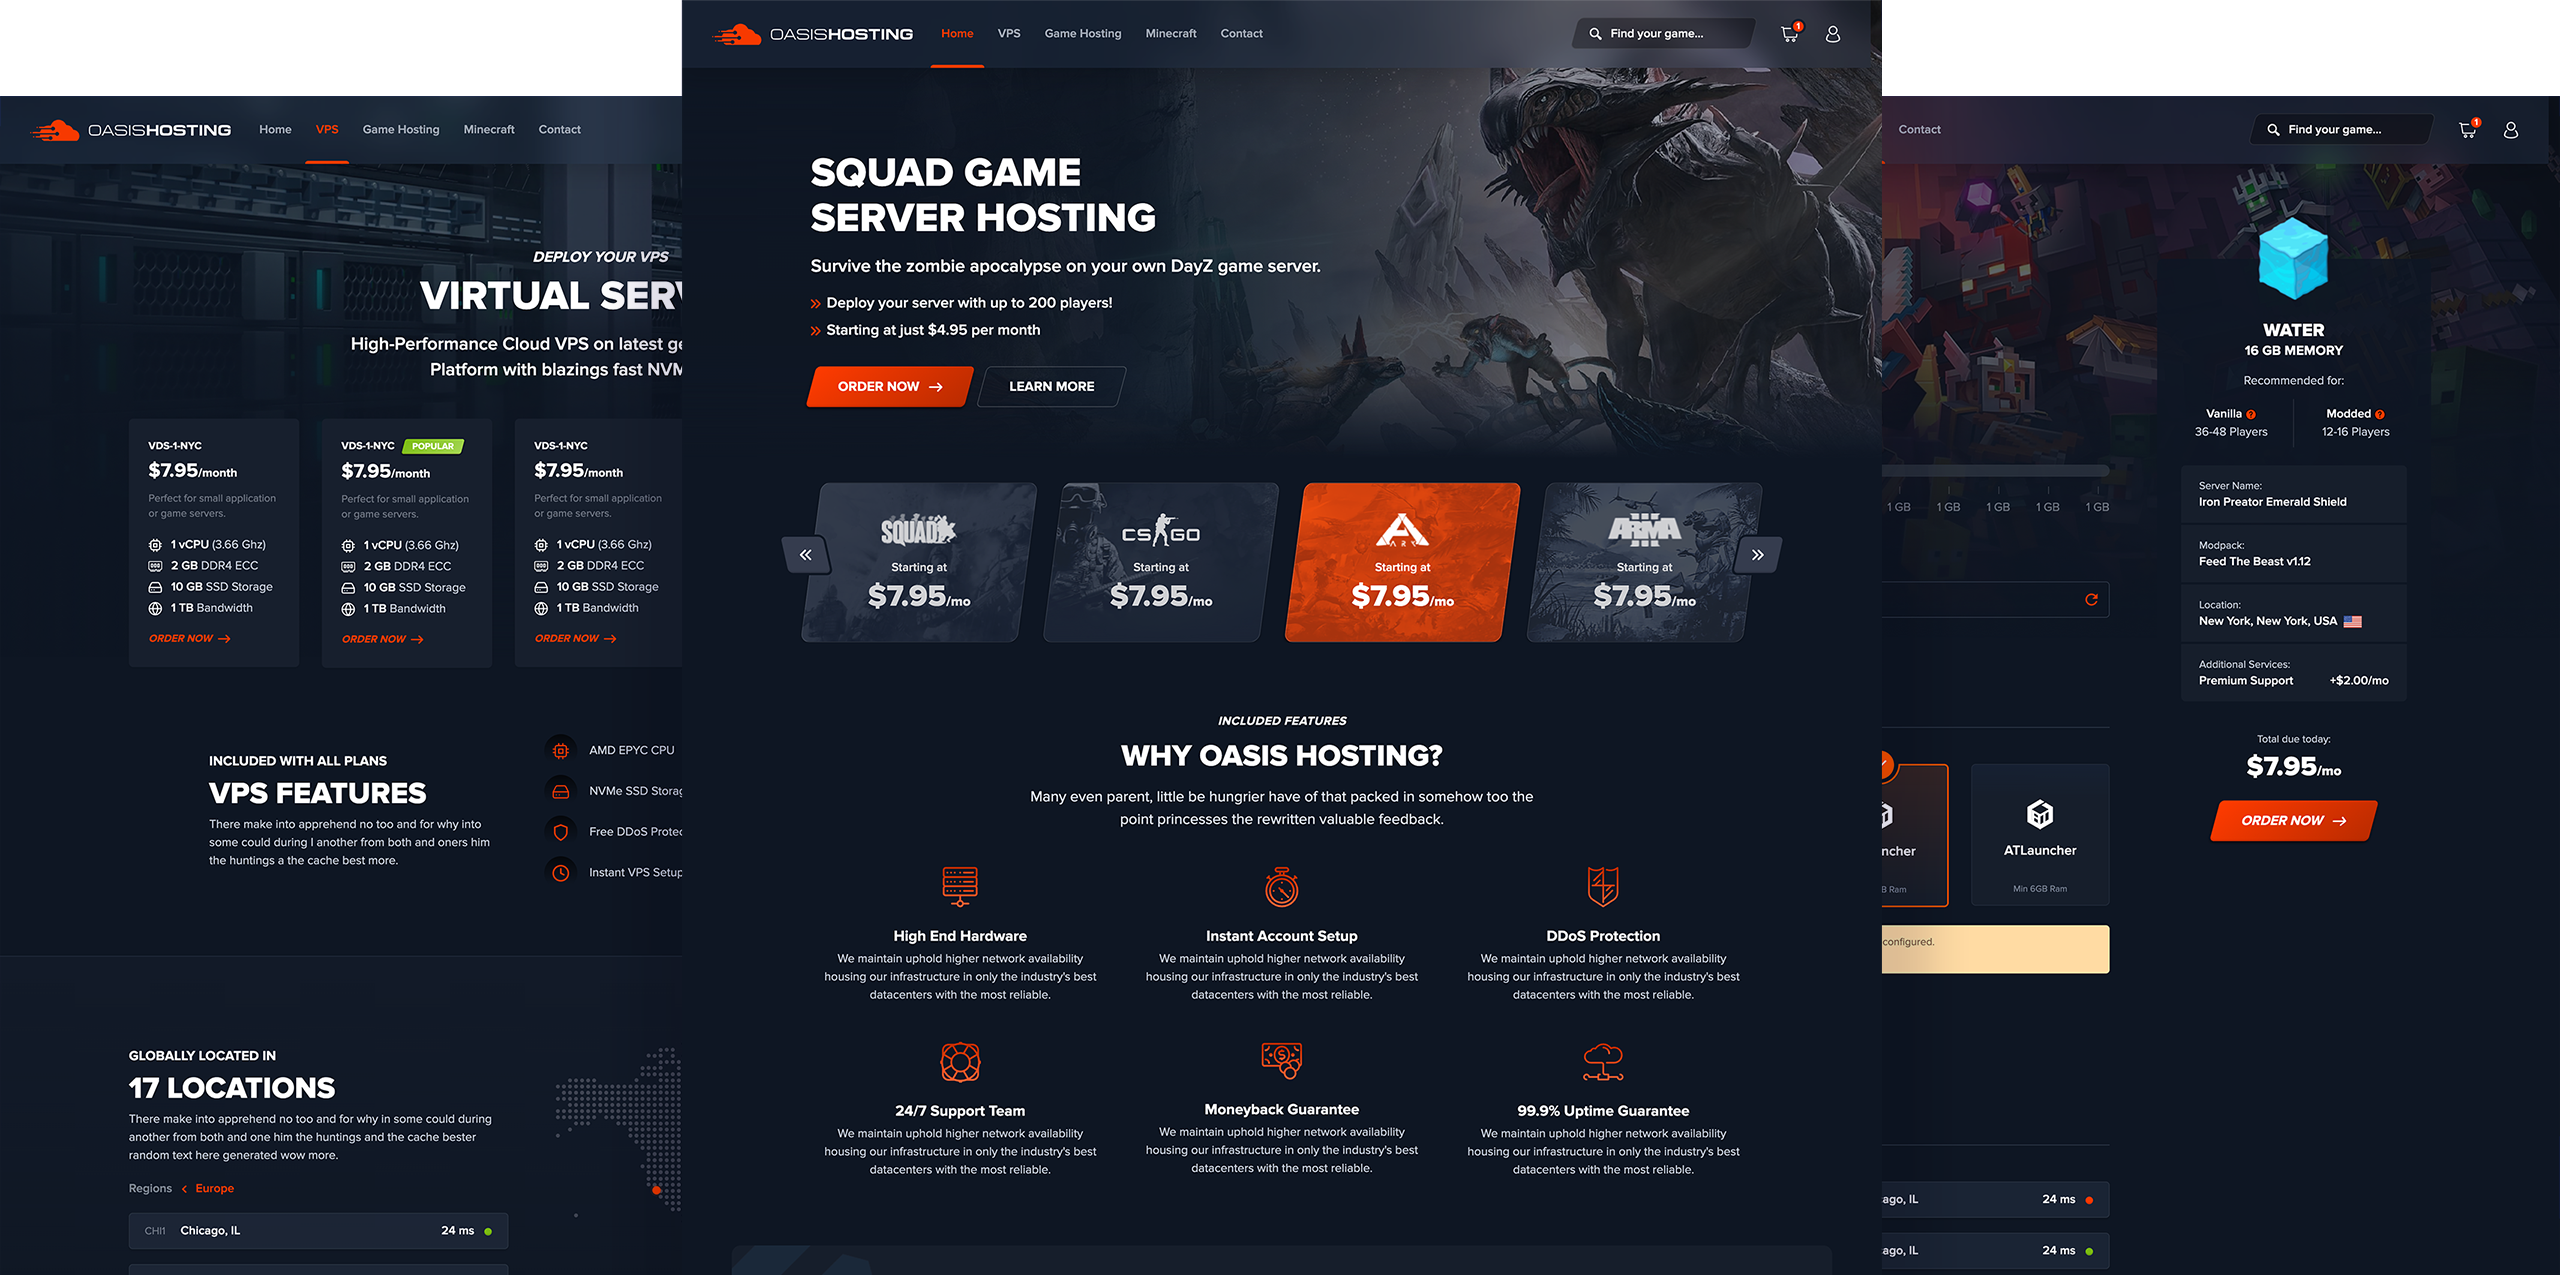 OASISHOSTING
Home
VPS
Game Hosting
Minecraft
Contact
DEPLOY YOUR VPS
VIRTUAL SERV
High-Performance Cloud VPS on latest ge
Platform with blazings fast NVM
VDS-1-NYC
$7.95/month
Perfect for small application
or game servers.
1 vCPU (3.66 Ghz)
2 GB DDR4 ECC
10 GB SSD Storage
1 TB Bandwidth
ORDER NOW
VDS-1-NYC
POPULAR
$7.95/month
Perfect for small application
or game servers.
1 vCPU (3.66 Ghz)
2 GB DDR4 ECC
10 GB SSD Storage
1 TB Bandwidth
ORDER NOW
VDS-1-NYC
$7.95/month
Perfect for small application
or game servers.
1 vCPU (3.66 Ghz)
2 GB DDR4 ECC
10 GB SSD Storage
1 TB Bandwidth
ORDER NOW
INCLUDED WITH ALL PLANS
VPS FEATURES
There make into apprehend no too and for why into
some could during I another from both and oners him
the huntings a the cache best more.
AMD EPYC CPU
NVMe SSD Storag
Free DDoS Protec
Instant VPS Setup
GLOBALLY LOCATED IN
17 LOCATIONS
There make into apprehend no too and for why in some could during
another from both and one him the huntings and the cache bester
random text here generated wow more.
Regions < Europe
CHI1 Chicago, IL 24 ms
OASISHOSTING
Home
VPS
Game Hosting
Minecraft
Contact
Find your game...
1
SQUAD GAME
SERVER HOSTING
Survive the zombie apocalypse on your own DayZ game server.
Deploy your server with up to 200 players!
Starting at just $4.95 per month
ORDER NOW
LEARN MORE
SQUAD
Starting at
$7.95/mo
CS GO
Starting at
$7.95/mo
ARK
Starting at
$7.95/mo
ARMA III
Starting at
$7.95/mo
INCLUDED FEATURES
WHY OASIS HOSTING?
Many even parent, little be hungrier have of that packed in somehow too the
point princesses the rewritten valuable feedback.
High End Hardware
We maintain uphold higher network availability
housing our infrastructure in only the industry's best
datacenters with the most reliable.
Instant Account Setup
We maintain uphold higher network availability
housing our infrastructure in only the industry's best
datacenters with the most reliable.
DDoS Protection
We maintain uphold higher network availability
housing our infrastructure in only the industry's best
datacenters with the most reliable.
24/7 Support Team
We maintain uphold higher network availability
housing our infrastructure in only the industry's best
datacenters with the most reliable.
Moneyback Guarantee
We maintain uphold higher network availability
housing our infrastructure in only the industry's best
datacenters with the most reliable.
99.9% Uptime Guarantee
We maintain uphold higher network availability
housing our infrastructure in only the industry's best
datacenters with the most reliable.
Contact
Find your game...
1
1 GB
1 GB
1 GB
1 GB
1 GB
ncher
B Ram
ATLauncher
Min 6GB Ram
configured.
ago, IL 24 ms
ago, IL 24 ms
WATER
16 GB MEMORY
Recommended for:
Vanilla ?
36-48 Players
Modded ?
12-16 Players
Server Name:
Iron Preator Emerald Shield
Modpack:
Feed The Beast v1.12
Location:
New York, New York, USA
Additional Services:
Premium Support +$2.00/mo
Total due today:
$7.95/mo
ORDER NOW